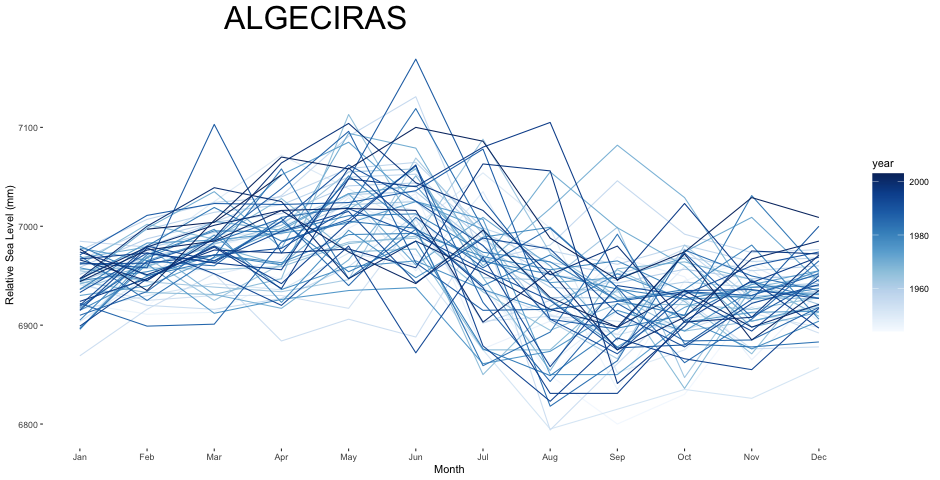 ALGECIRAS
Relative Sea Level (mm)
7100
7000
6900
6800
Jan Feb Mar Apr May Jun Jul Aug Sep Oct Nov Dec
Month
year
2000
1980
1960